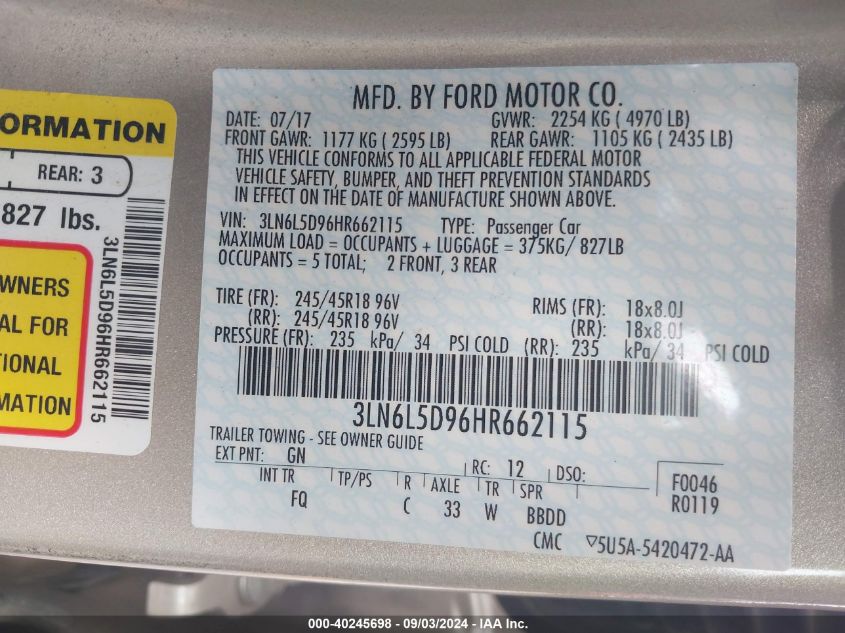 ORMATION
REAR: 3
827 lbs.
WNERS
AL FOR
TIONAL
MATION
3LN6L5D96HR662115
MFD. BY FORD MOTOR CO.
DATE: 07/17 GVWR: 2254 KG ( 4970 LB)
FRONT GAWR: 1177 KG ( 2595 LB) REAR GAWR: 1105 KG ( 2435 LB)
THIS VEHICLE CONFORMS TO ALL APPLICABLE FEDERAL MOTOR
VEHICLE SAFETY, BUMPER, AND THEFT PREVENTION STANDARDS
IN EFFECT ON THE DATE OF MANUFACTURE SHOWN ABOVE.
VIN: 3LN6L5D96HR662115 TYPE: Passenger Car
MAXIMUM LOAD = OCCUPANTS + LUGGAGE = 375KG/ 827LB
OCCUPANTS = 5 TOTAL; 2 FRONT, 3 REAR
TIRE (FR): 245/45R18 96V RIMS (FR): 18x8.0J
(RR): 245/45R18 96V (RR): 18x8.0J
PRESSURE (FR): 235 kPa/ 34 PSI COLD (RR): 235 kPa/ 34 PSI COLD
3LN6L5D96HR662115
TRAILER TOWING - SEE OWNER GUIDE
EXT PNT: GN RC: 12 DSO: F0046
INT TR TP/PS R AXLE TR SPR R0119
FQ C 33 W BBDD
CMC ▽5U5A-5420472-AA
000-40245698 - 09/03/2024 - IAA Inc.